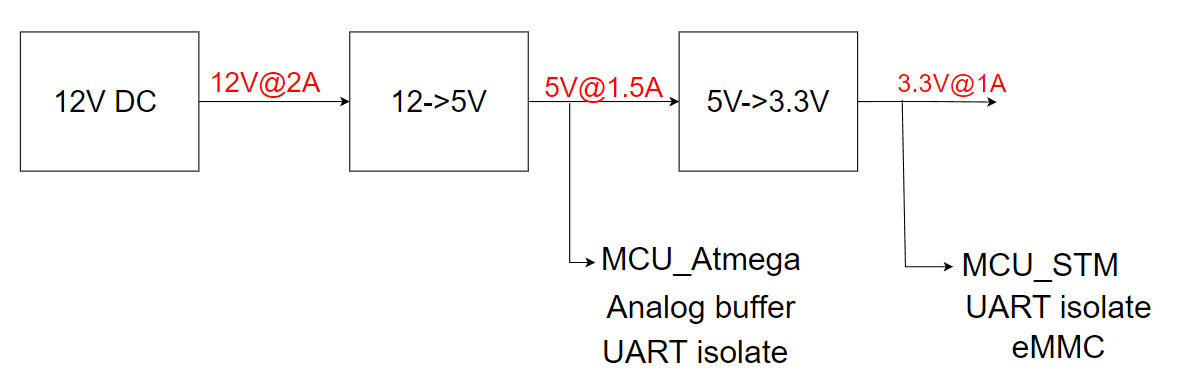 12V DC
12V@2A
12->5V
5V@1.5A
5V->3.3V
3.3V@1A
MCU_Atmega
Analog buffer
UART isolate
MCU_STM
UART isolate
eMMC